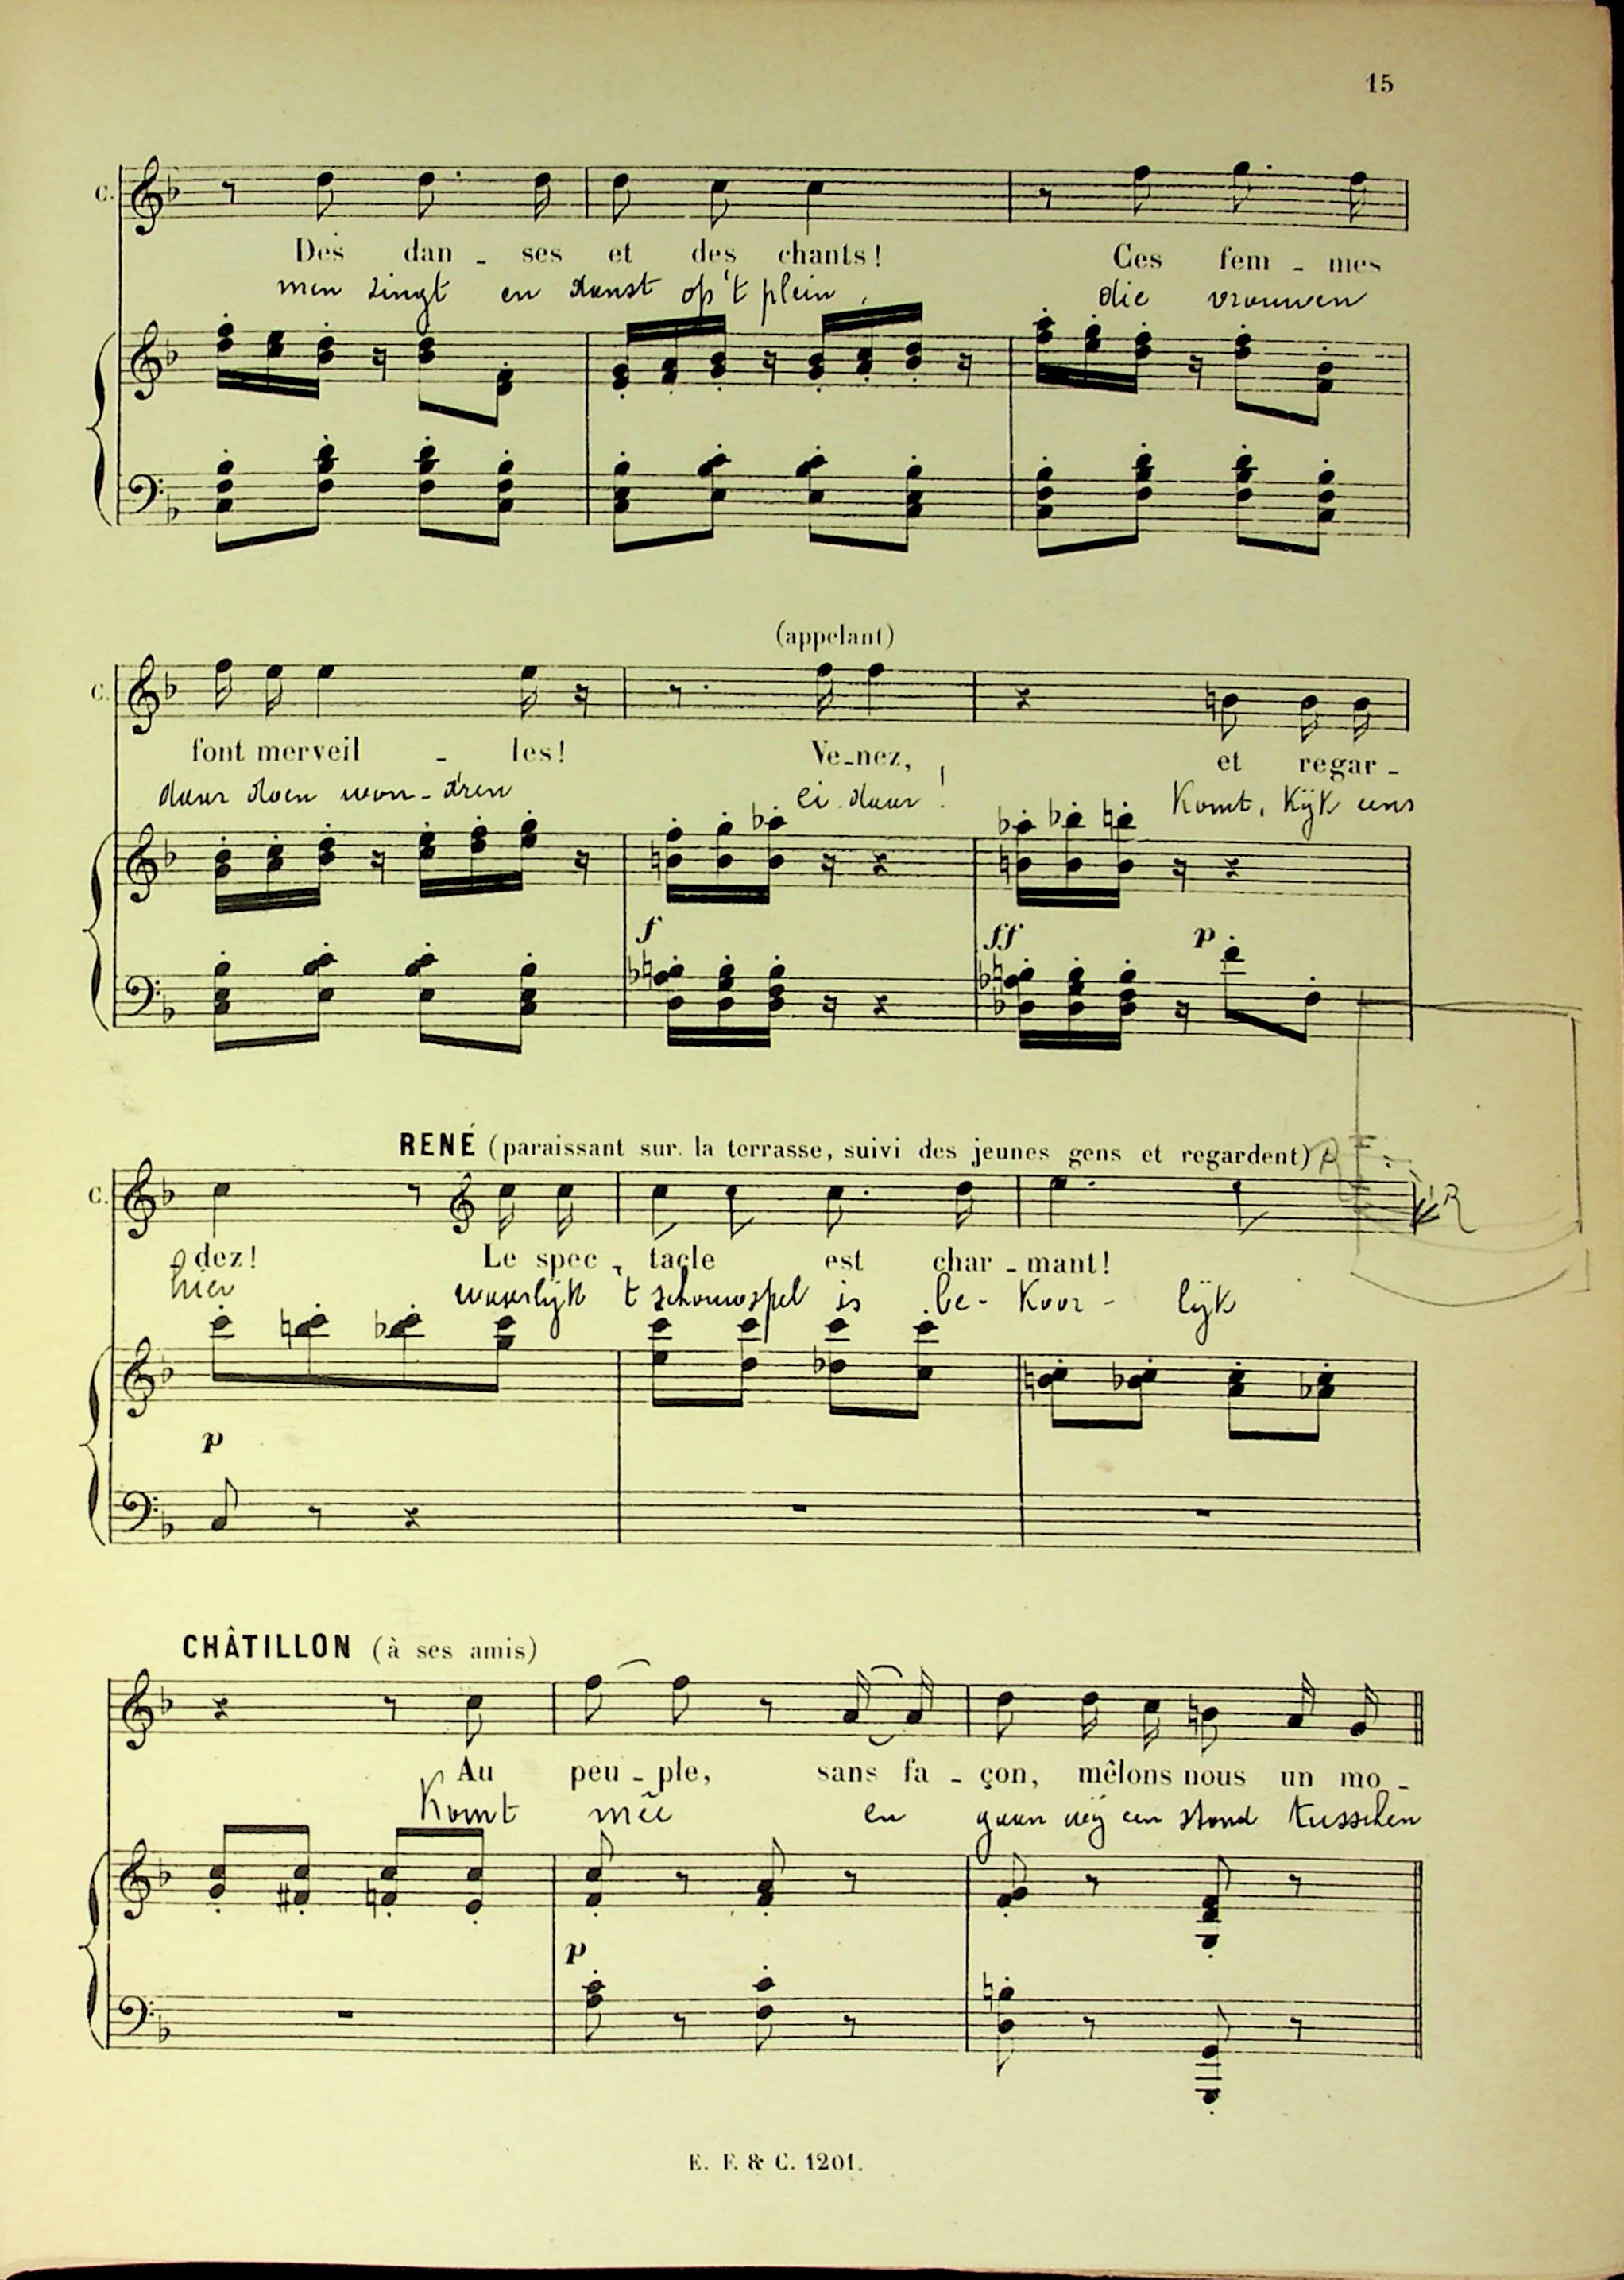 15
C.
Des dan - ses et des chants! Ces fem - mes
men zingt en danst op 't plein, die vrouwen
(appelant)
C.
font merveil - les! Ve-nez, et regar -
daar doen won-d'ren ei daar! Komt, kijk eens
RENÉ (paraissant sur la terrasse, suivi des jeunes gens et regardent)
R
C.
dez! Le spec - tacle est char - mant!
hier waarlijk 't schouwspel is be- koor - lijk
f ff p
p
CHÂTILLON (à ses amis)
Au peu - ple, sans fa - çon, mêlons nous un mo -
Komt mêe en gaan wij een stond tusschen
p
E. F. & C. 1201.